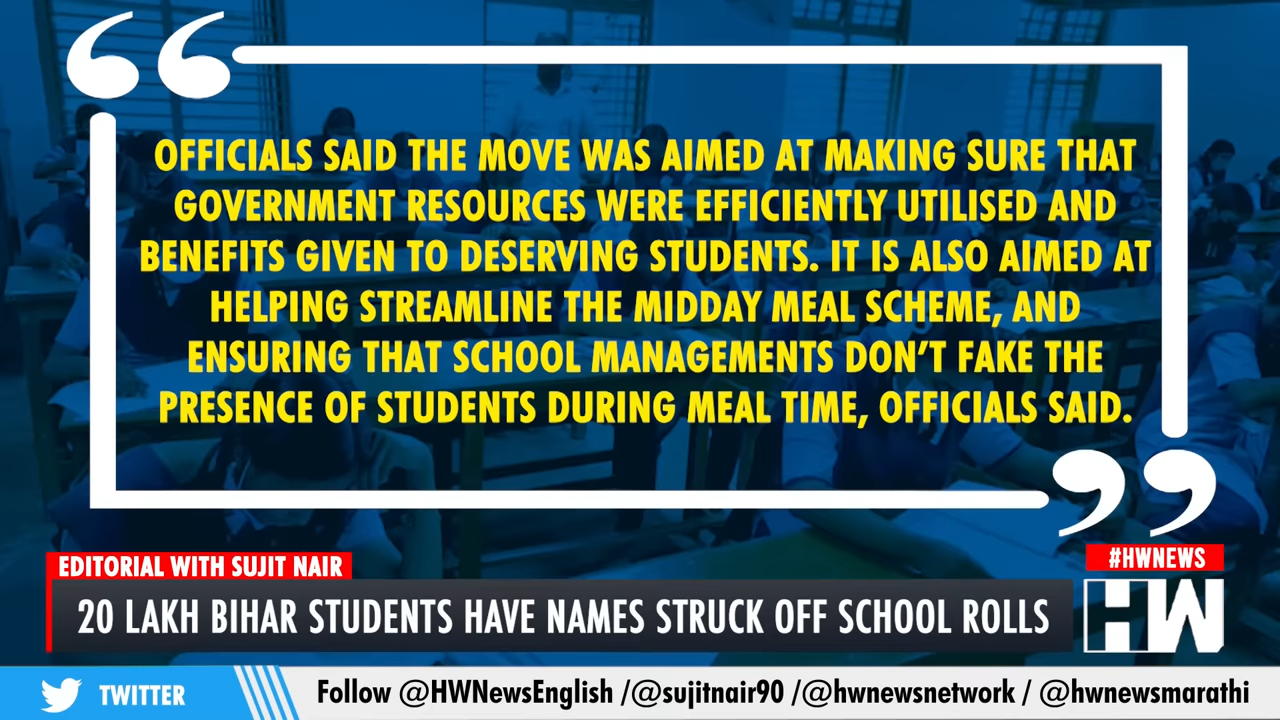 OFFICIALS SAID THE MOVE WAS AIMED AT MAKING SURE THAT
GOVERNMENT RESOURCES WERE EFFICIENTLY UTILISED AND
BENEFITS GIVEN TO DESERVING STUDENTS. IT IS ALSO AIMED AT
HELPING STREAMLINE THE MIDDAY MEAL SCHEME, AND
ENSURING THAT SCHOOL MANAGEMENTS DON’T FAKE THE
PRESENCE OF STUDENTS DURING MEAL TIME, OFFICIALS SAID.
EDITORIAL WITH SUJIT NAIR
#HWNEWS
20 LAKH BIHAR STUDENTS HAVE NAMES STRUCK OFF SCHOOL ROLLS
HW
TWITTER
Follow @HWNewsEnglish /@sujitnair90 /@hwnewsnetwork / @hwnewsmarathi